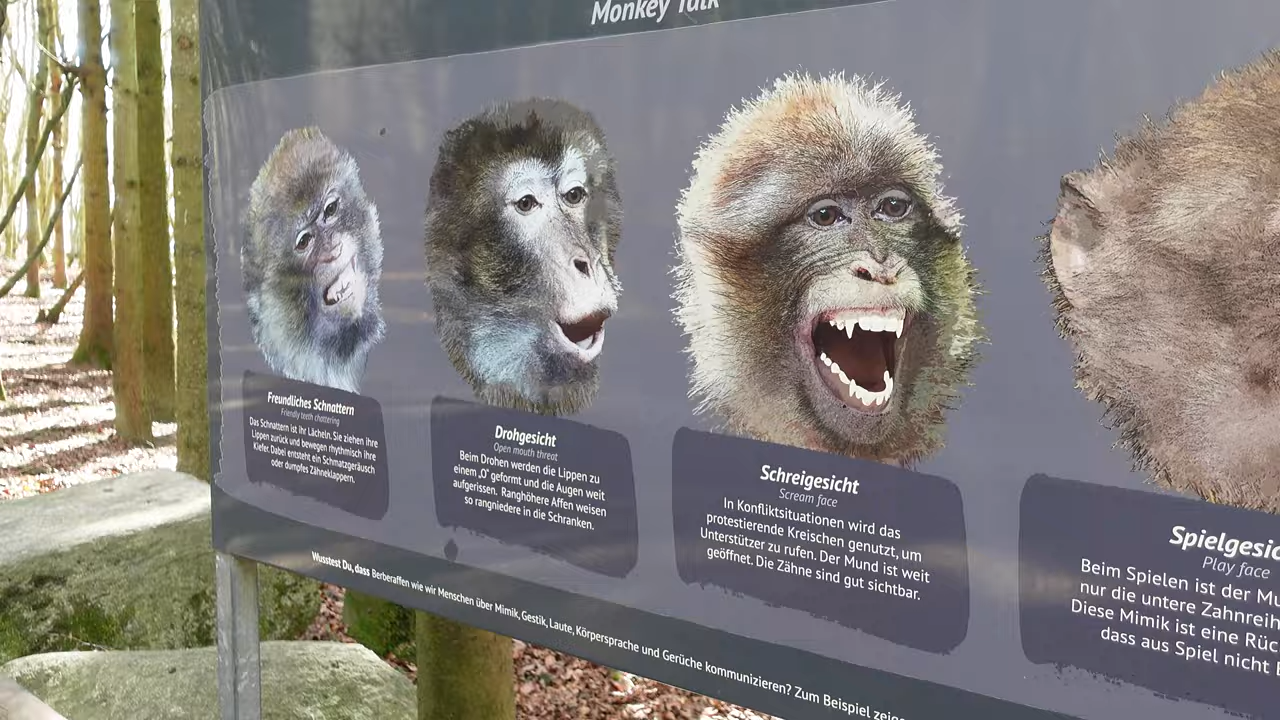 Monkey Talk
Freundliches Schnattern
Friendly teeth chattering
Das Schnattern ist ihr Lächeln. Sie ziehen ihre
Lippen zurück und bewegen rhythmisch ihre
Kiefer. Dabei entsteht ein Schmatzgeräusch
oder dumpfes Zähneklappern.
Drohgesicht
Open mouth threat
Beim Drohen werden die Lippen zu
einem „O“ geformt und die Augen weit
aufgerissen. Ranghöhere Affen weisen
so rangniedere in die Schranken.
Schreigesicht
Scream face
In Konfliktsituationen wird das
protestierende Kreischen genutzt, um
Unterstützer zu rufen. Der Mund ist weit
geöffnet. Die Zähne sind gut sichtbar.
Spielgesic
Play face
Beim Spielen ist der Mu
nur die untere Zahnreih
Diese Mimik ist eine Rüc
dass aus Spiel nicht
Wusstest Du, dass Berberaffen wie wir Menschen über Mimik, Gestik, Laute, Körpersprache und Gerüche kommunizieren? Zum Beispiel zeige